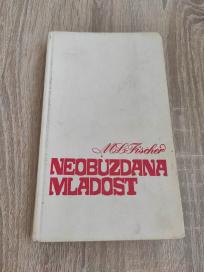 M L Fischer
NEOBUZDANA
MLADOST